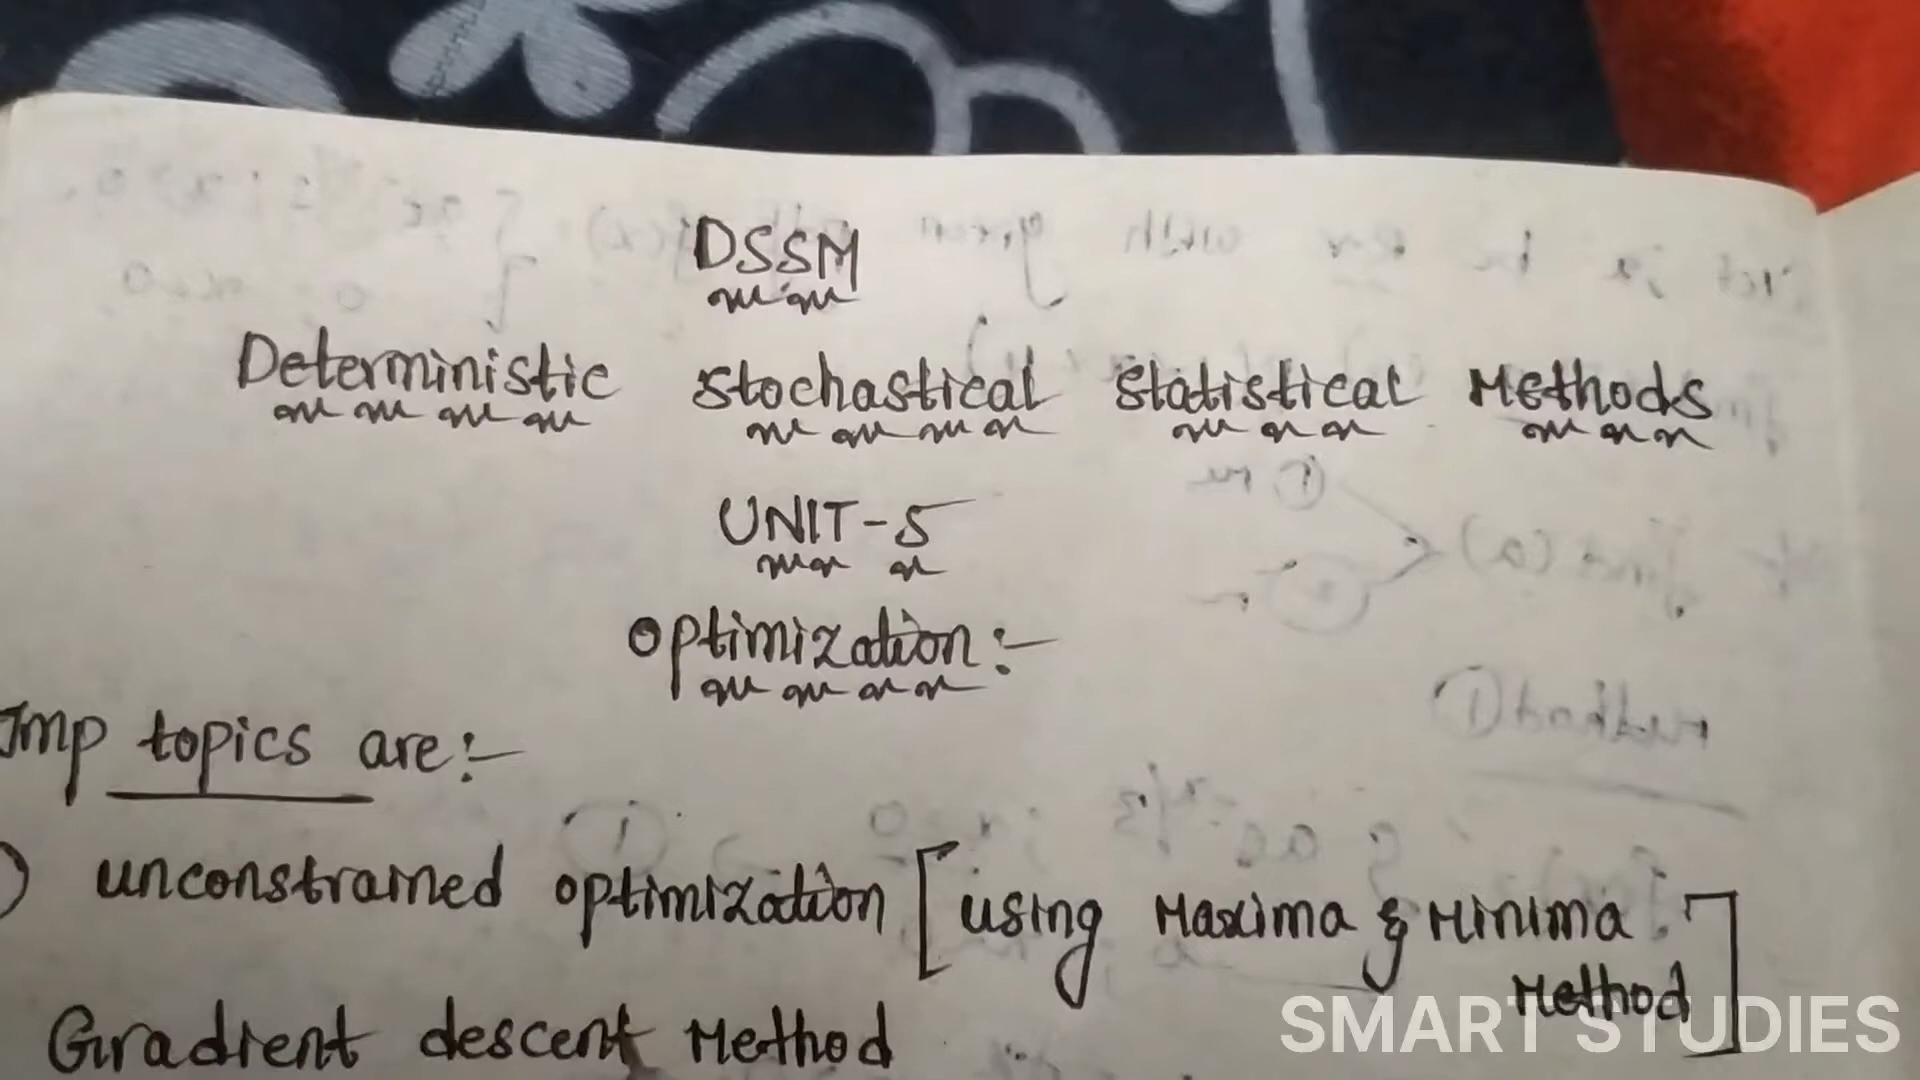 DSSM
Deterministic Stochastical Statistical Methods
UNIT-5
Optimization:-
Imp topics are:-
) unconstrained optimization [using Maxima & Minima Method]
Gradient descent Method
SMART STUDIES